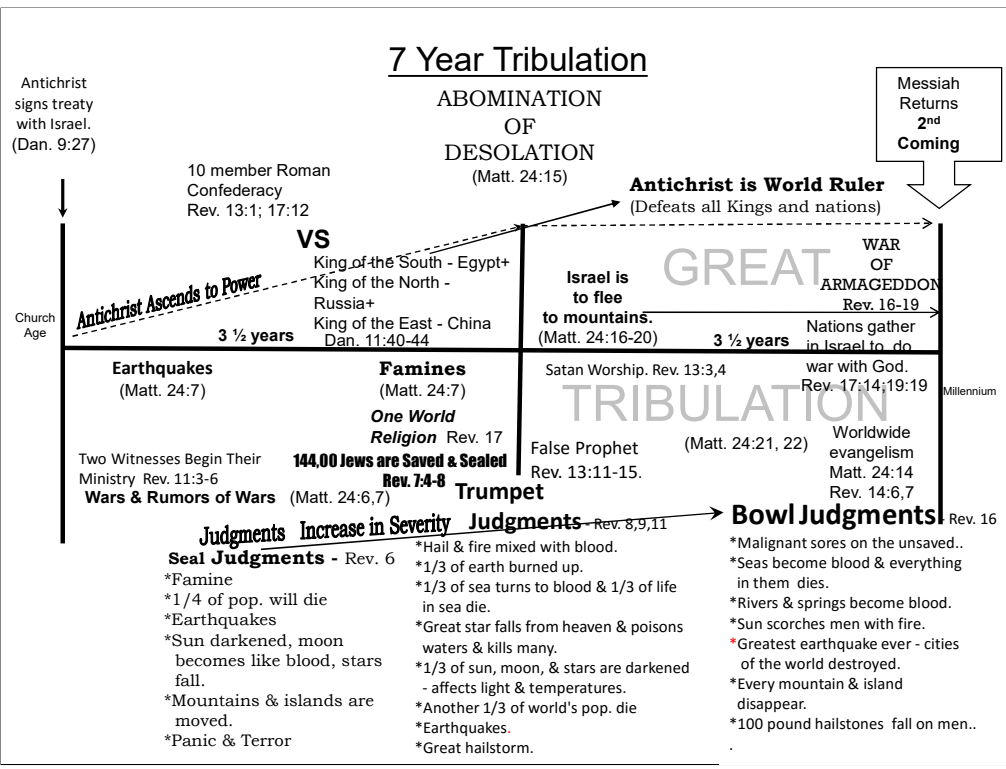 7 Year Tribulation
ABOMINATION
OF
DESOLATION
(Matt. 24:15)
Antichrist
signs treaty
with Israel.
(Dan. 9:27)
Messiah
Returns
2nd
Coming
10 member Roman
Confederacy
Rev. 13:1; 17:12
VS
King of the South - Egypt+
King of the North -
Russia+
King of the East - China
Dan. 11:40-44
Antichrist is World Ruler
(Defeats all Kings and nations)
Antichrist Ascends to Power
Church
Age
3 ½ years
Israel is
to flee
to mountains.
(Matt. 24:16-20)
GREAT
WAR
OF
ARMAGEDDON
Rev. 16-19
3 ½ years
Nations gather
in Israel to do
war with God.
Rev. 17:14;19:19
Millennium
Earthquakes
(Matt. 24:7)
Famines
(Matt. 24:7)
One World
Religion Rev. 17
Satan Worship. Rev. 13:3,4
TRIBULATION
False Prophet
Rev. 13:11-15.
(Matt. 24:21, 22)
Worldwide
evangelism
Matt. 24:14
Rev. 14:6,7
Two Witnesses Begin Their
Ministry Rev. 11:3-6
144,00 Jews are Saved & Sealed
Rev. 7:4-8
Wars & Rumors of Wars (Matt. 24:6,7)
Judgments Increase in Severity
Seal Judgments - Rev. 6
*Famine
*1/4 of pop. will die
*Earthquakes
*Sun darkened, moon
becomes like blood, stars
fall.
*Mountains & islands are
moved.
*Panic & Terror
Trumpet
Judgments - Rev. 8,9,11
*Hail & fire mixed with blood.
*1/3 of earth burned up.
*1/3 of sea turns to blood & 1/3 of life
in sea die.
*Great star falls from heaven & poisons
waters & kills many.
*1/3 of sun, moon, & stars are darkened
- affects light & temperatures.
*Another 1/3 of world's pop. die
*Earthquakes.
*Great hailstorm.
Bowl Judgments - Rev. 16
*Malignant sores on the unsaved..
*Seas become blood & everything
in them dies.
*Rivers & springs become blood.
*Sun scorches men with fire.
*Greatest earthquake ever - cities
of the world destroyed.
*Every mountain & island
disappear.
*100 pound hailstones fall on men..
.